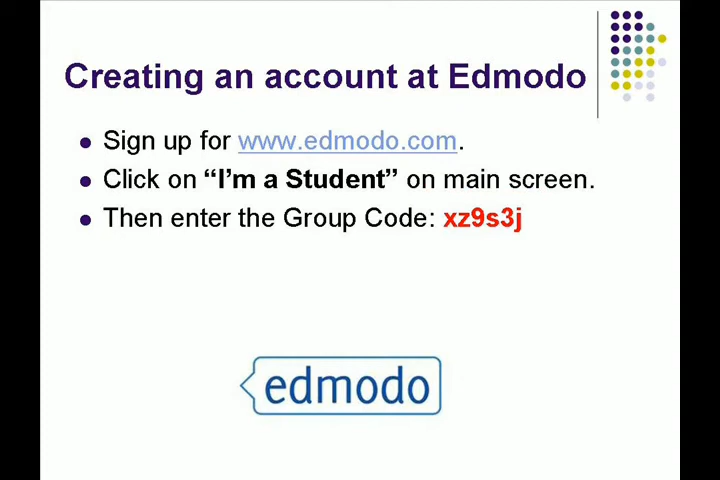 Creating an account at Edmodo
Sign up for www.edmodo.com.
Click on “I’m a Student” on main screen.
Then enter the Group Code: xz9s3j
edmodo